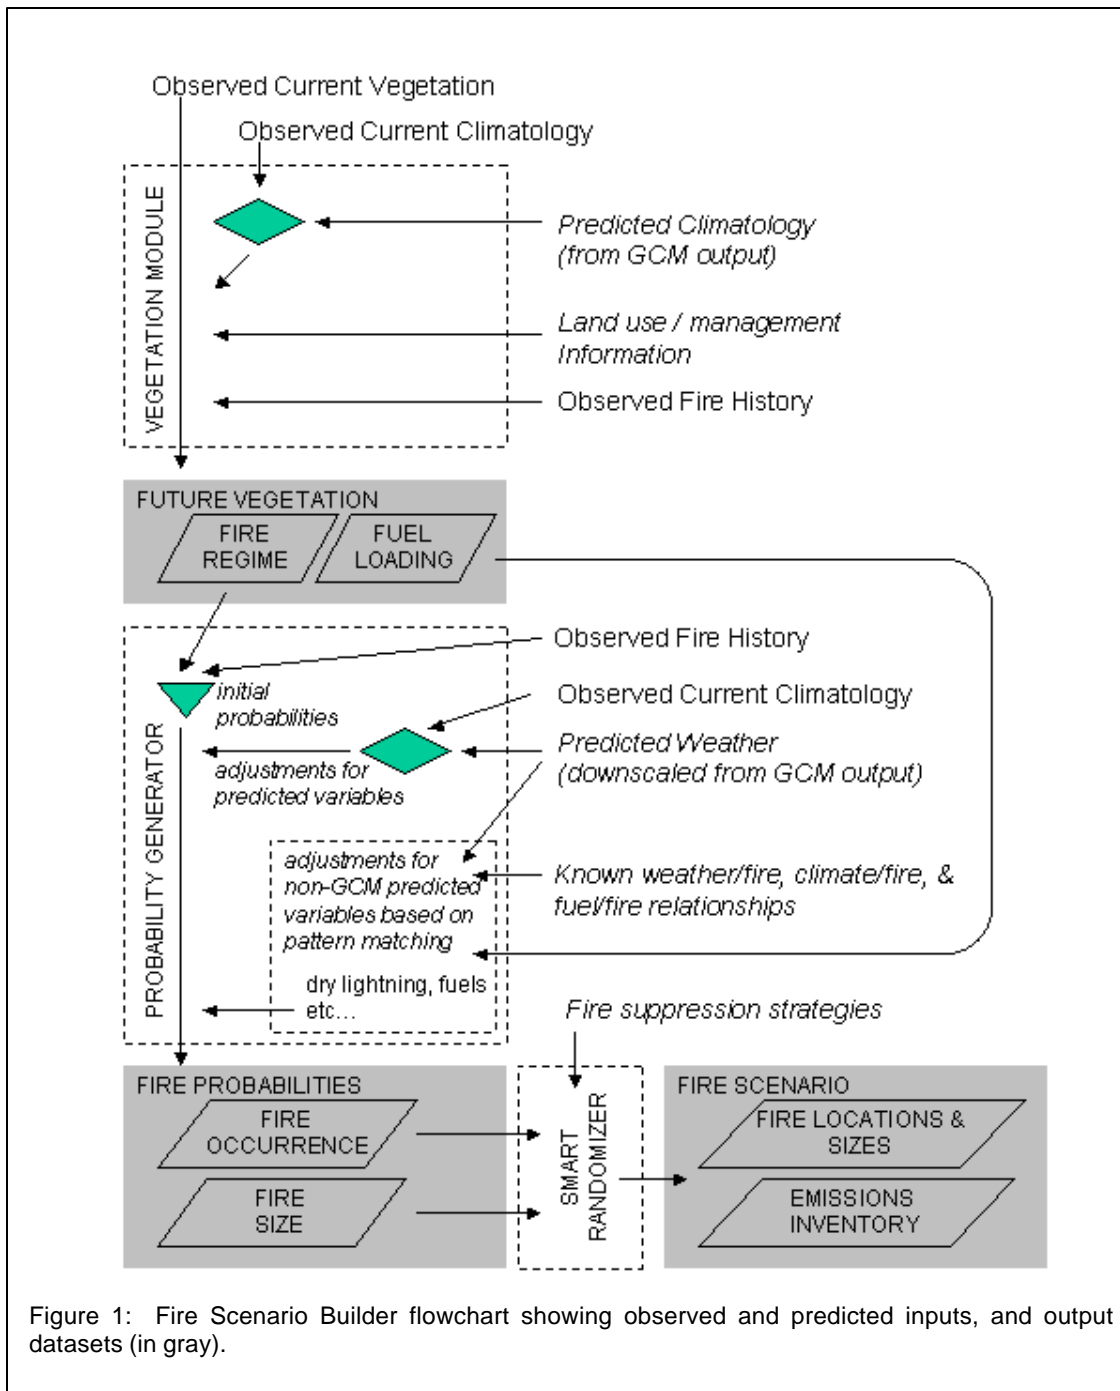 Observed Current Vegetation
Observed Current Climatology
VEGETATION MODULE
Predicted Climatology
(from GCM output)
Land use / management
Information
Observed Fire History
FUTURE VEGETATION
FIRE
REGIME
FUEL
LOADING
PROBABILITY GENERATOR
Observed Fire History
initial
probabilities
Observed Current Climatology
Predicted Weather
(downscaled from GCM output)
adjustments for
predicted variables
adjustments for
non-GCM predicted
variables based on
pattern matching
Known weather/fire, climate/fire, &
fuel/fire relationships
dry lightning, fuels
etc...
Fire suppression strategies
FIRE PROBABILITIES
FIRE
OCCURRENCE
FIRE
SIZE
SMART
RANDOMIZER
FIRE SCENARIO
FIRE LOCATIONS &
SIZES
EMISSIONS
INVENTORY
Figure 1: Fire Scenario Builder flowchart showing observed and predicted inputs, and output
datasets (in gray).